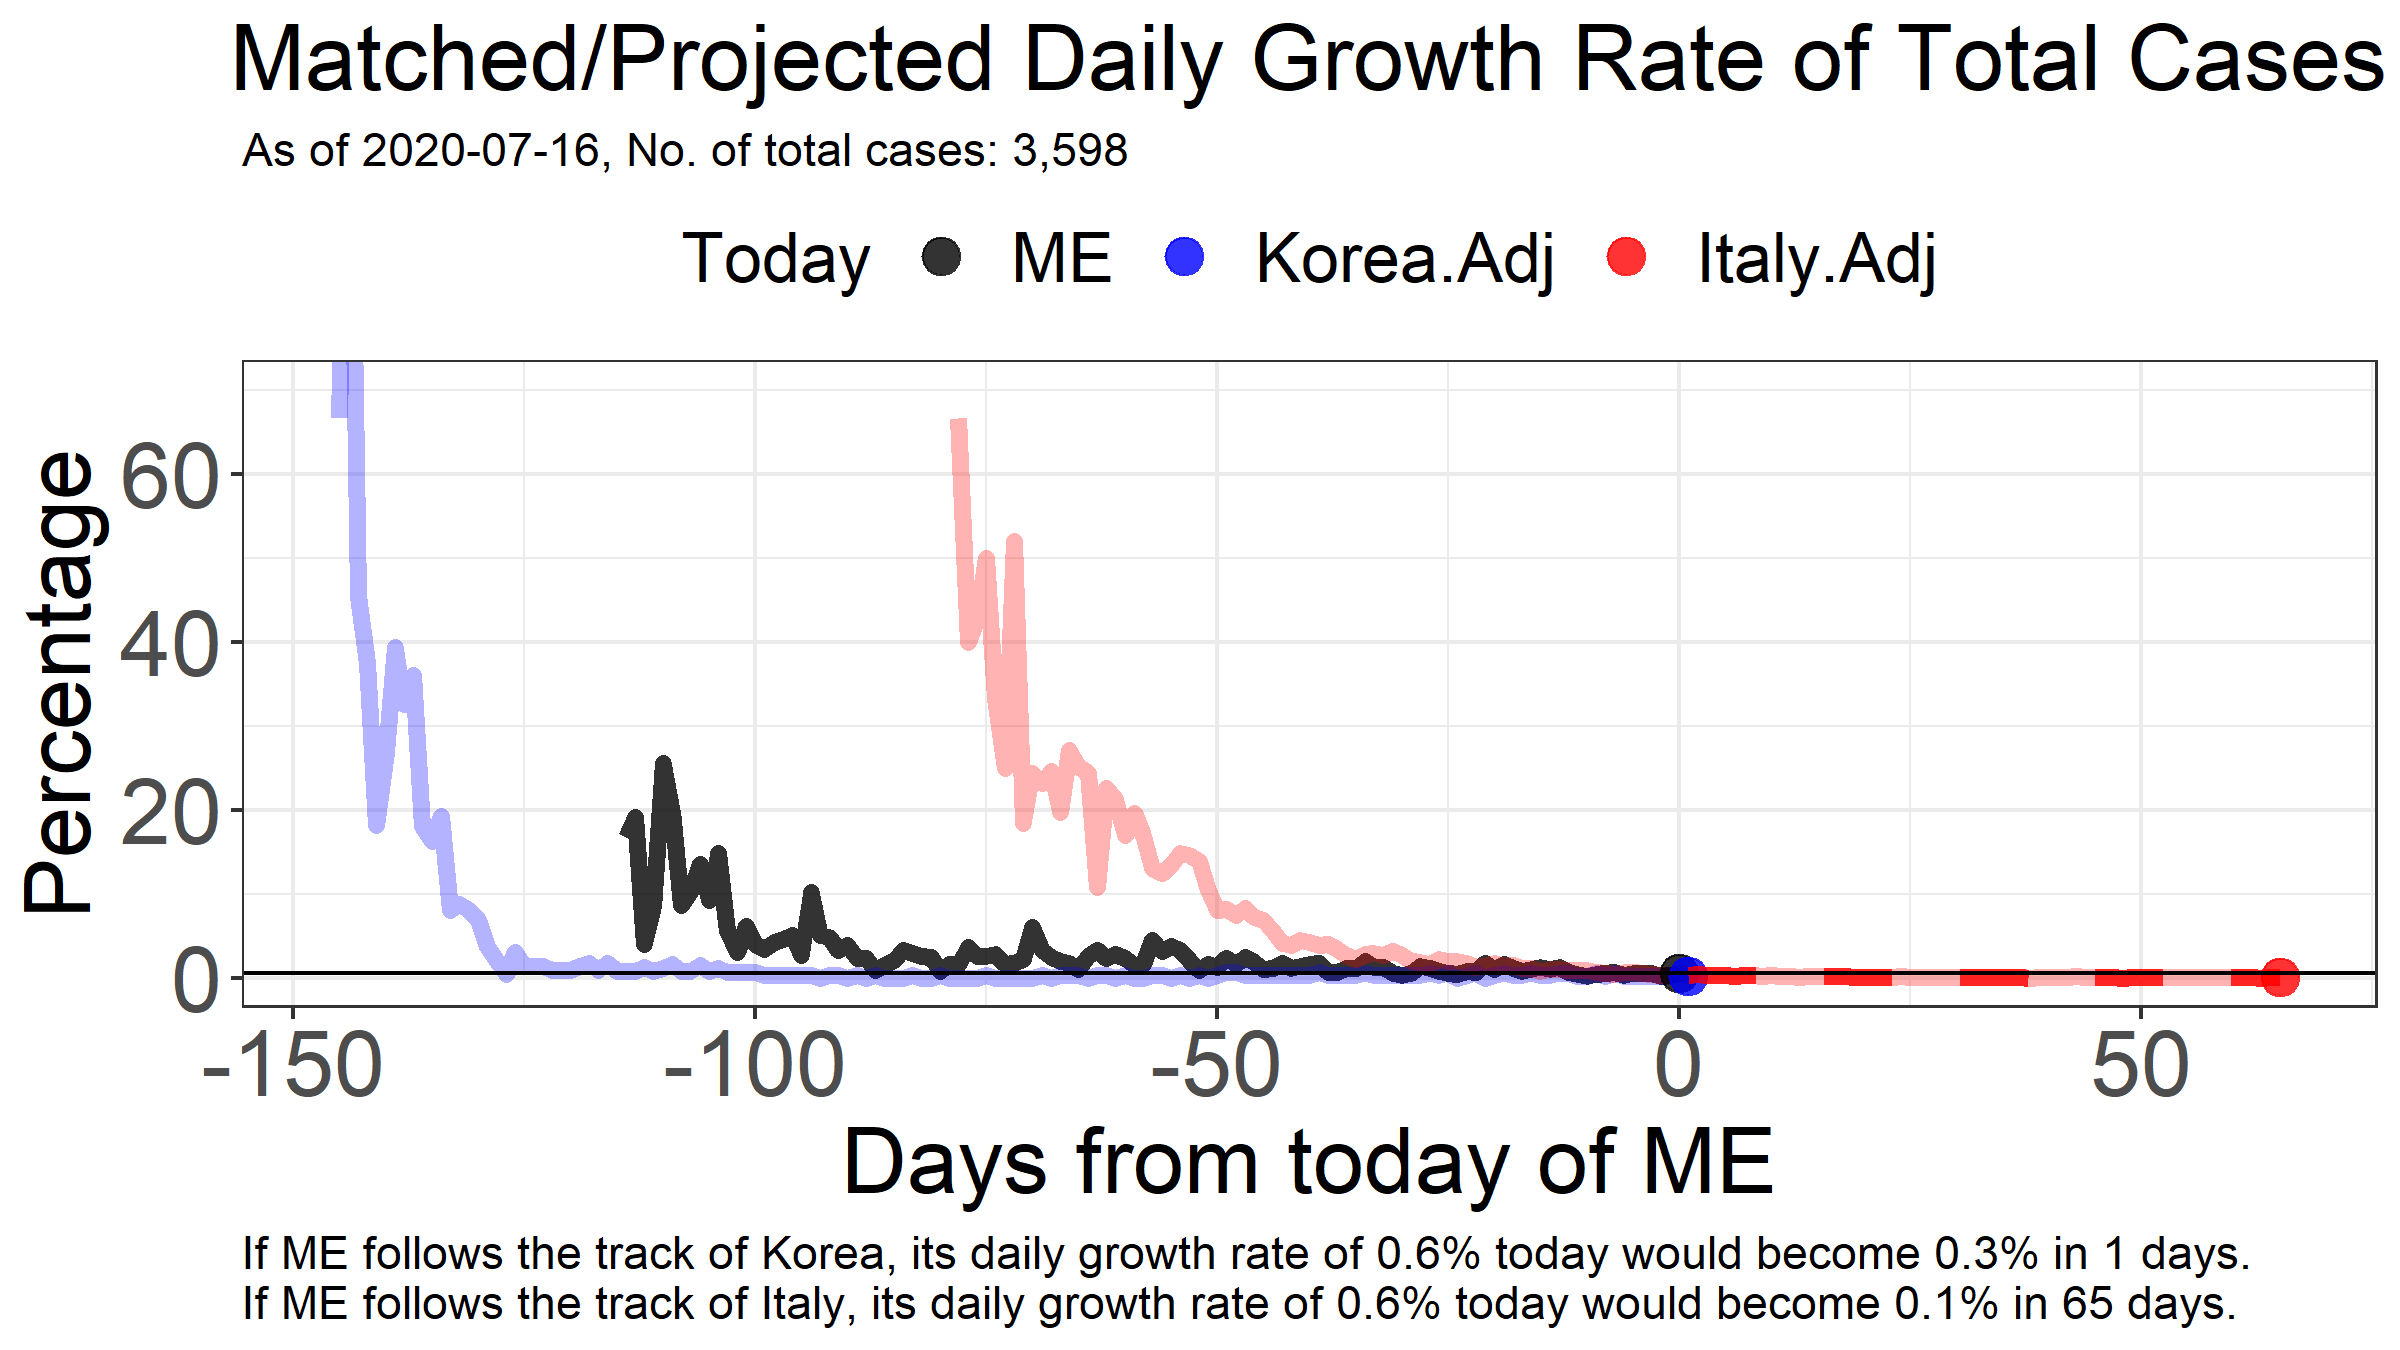 Matched/Projected Daily Growth Rate of Total Cases
As of 2020-07-16, No. of total cases: 3,598
Today ME Korea.Adj Italy.Adj
Percentage
60
40
20
0
-150 -100 -50 0 50
Days from today of ME
If ME follows the track of Korea, its daily growth rate of 0.6% today would become 0.3% in 1 days.
If ME follows the track of Italy, its daily growth rate of 0.6% today would become 0.1% in 65 days.